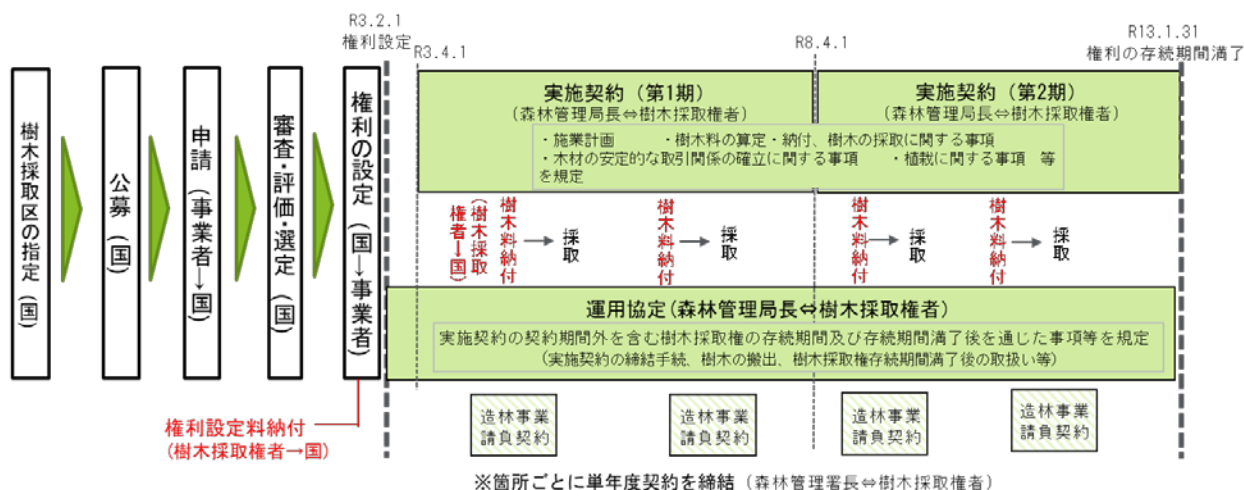 R3.2.1
権利設定
R3.4.1
R8.4.1
R13.1.31
権利の存続期間満了
樹木採取区の指定（国）
公募（国）
申請（事業者→国）
審査・評価・選定（国）
権利の設定（国→事業者）
実施契約（第1期）
（森林管理局長⇔樹木採取権者）
実施契約（第2期）
（森林管理局長⇔樹木採取権者）
・施業計画　・樹木料の算定・納付、樹木の採取に関する事項
・木材の安定的な取引関係の確立に関する事項　・植栽に関する事項　等
を規定
樹木料納付
（樹木採取
権者→国）
→
採取
樹木料納付
→
採取
樹木料納付
→
採取
樹木料納付
→
採取
運用協定(森林管理局長⇔樹木採取権者)
実施契約の契約期間外を含む樹木採取権の存続期間及び存続期間満了後を通じた事項等を規定
(実施契約の締結手続、樹木の搬出、樹木採取権存続期間満了後の取扱い等)
権利設定料納付
(樹木採取権者→国)
造林事業
請負契約
造林事業
請負契約
造林事業
請負契約
造林事業
請負契約
※箇所ごとに単年度契約を締結（森林管理署長⇔樹木採取権者）